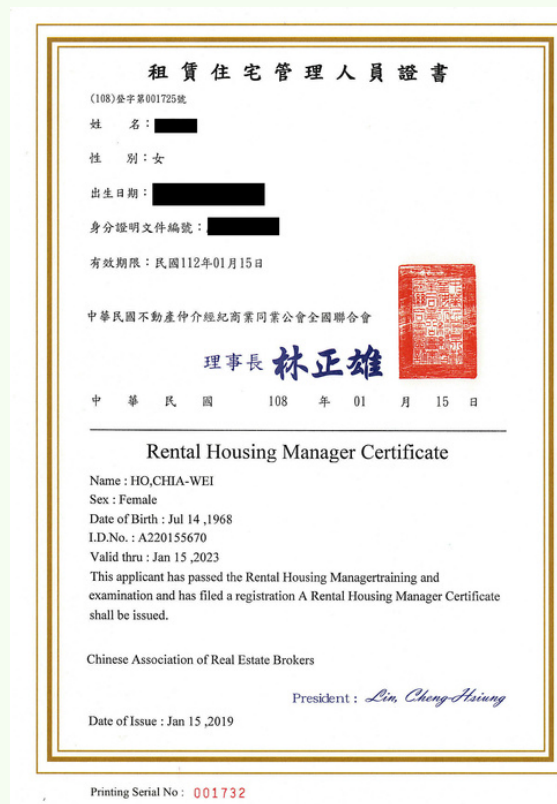 租賃住宅管理人員證書
(108)登字第001725號
姓 名：
性 別：女
出生日期：
身分證明文件編號：
有效期限：民國112年01月15日
中華民國不動產仲介經紀商業同業公會全國聯合會
理事長 林正雄
中 華 民 國 108 年 01 月 15 日
Rental Housing Manager Certificate
Name : HO,CHIA-WEI
Sex : Female
Date of Birth : Jul 14 ,1968
I.D.No. : A220155670
Valid thru : Jan 15 ,2023
This applicant has passed the Rental Housing Managertraining and
examination and has filed a registration A Rental Housing Manager Certificate
shall be issued.
Chinese Association of Real Estate Brokers
President : Lin, Cheng-Hsiung
Date of Issue : Jan 15 ,2019
Printing Serial No : 001732